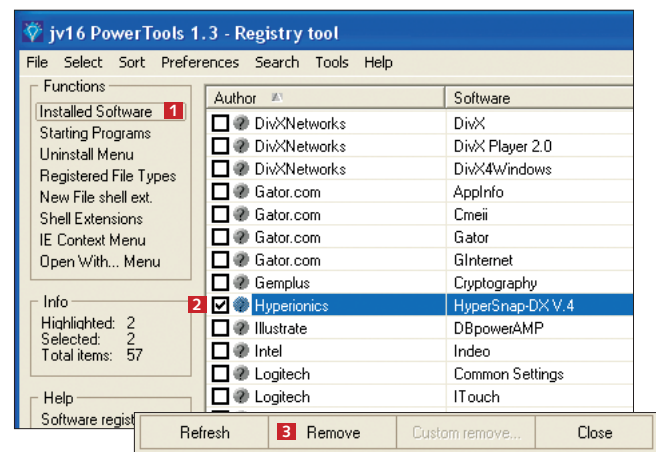 jv16 PowerTools 1.3 - Registry tool
File Select Sort Preferences Search Tools Help
Functions
Installed Software 1
Starting Programs
Uninstall Menu
Registered File Types
New File shell ext.
Shell Extensions
IE Context Menu
Open With... Menu
Info
Highlighted: 2
Selected: 2
Total items: 57
Help
Software regist
Author Software
DivXNetworks DivX
DivXNetworks DivX Player 2.0
DivXNetworks DivX4Windows
Gator.com AppInfo
Gator.com Cmeii
Gator.com Gator
Gator.com GInternet
Gemplus Cryptography
2 Hyperionics HyperSnap-DX V.4
Illustrate DBpowerAMP
Intel Indeo
Logitech Common Settings
Logitech ITouch
Refresh 3 Remove Custom remove... Close